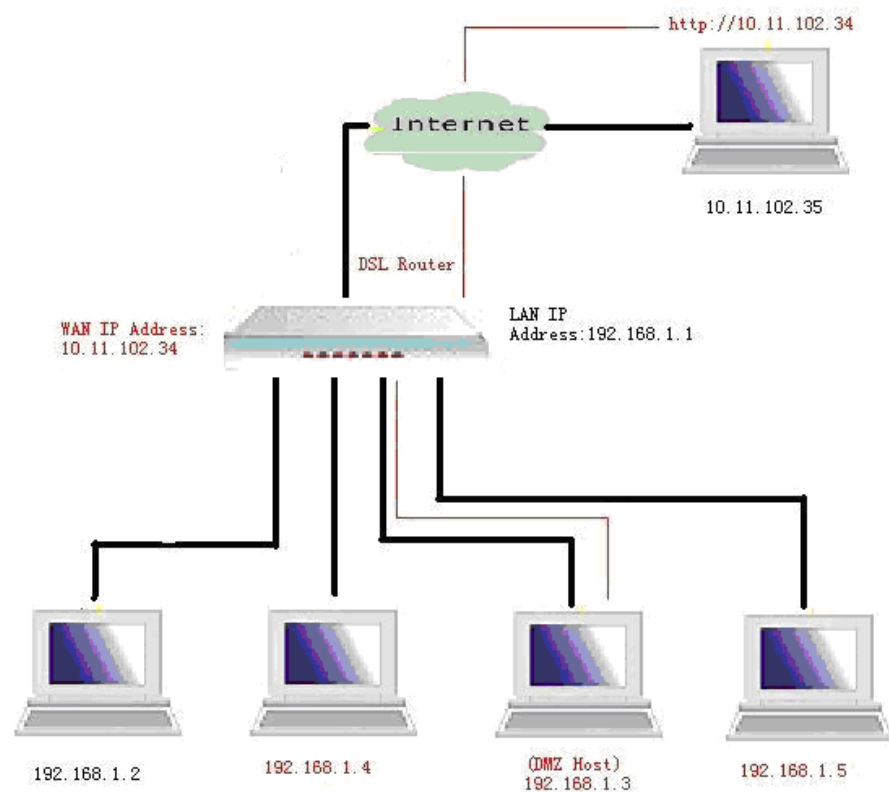 http://10.11.102.34
Internet
10.11.102.35
DSL Router
WAN IP Address:
10.11.102.34
LAN IP
Address:192.168.1.1
192.168.1.2
192.168.1.4
(DMZ Host)
192.168.1.3
192.168.1.5